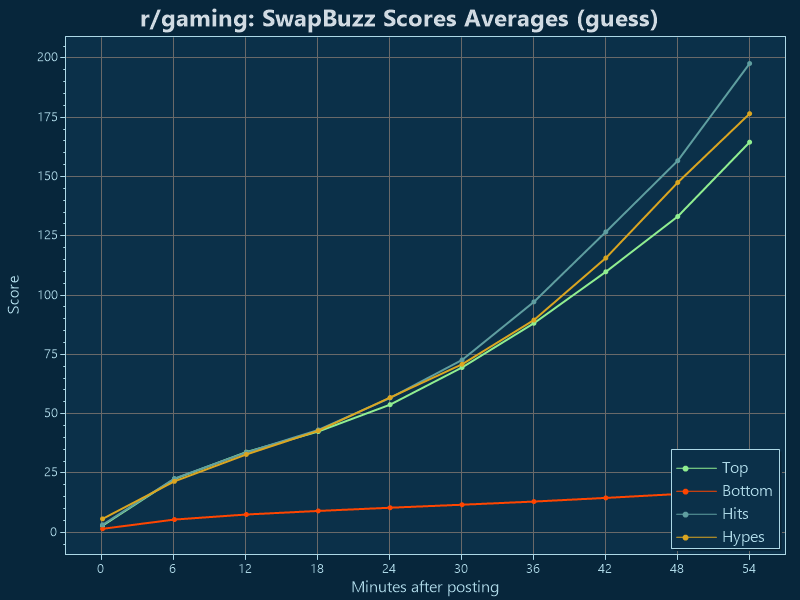 r/gaming: SwapBuzz Scores Averages (guess)
200
175
150
125
100
75
50
25
0
Score
Top
Bottom
Hits
Hypes
0 6 12 18 24 30 36 42 48 54
Minutes after posting